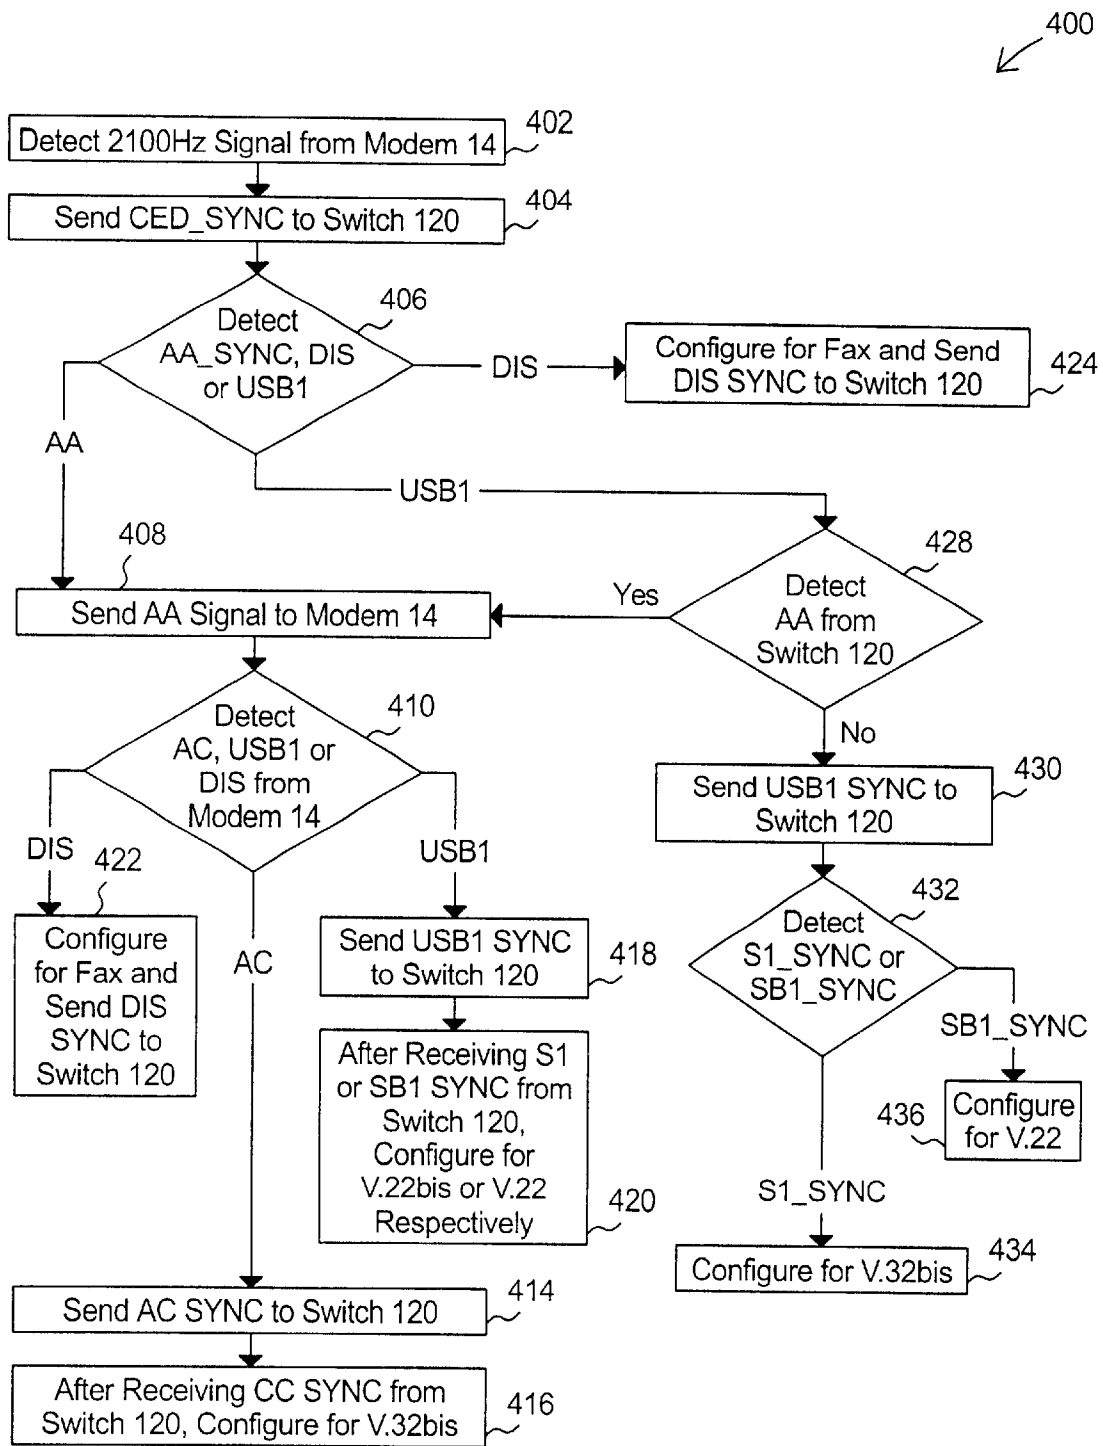 400
Detect 2100Hz Signal from Modem 14
402
Send CED_SYNC to Switch 120
404
Detect
AA_SYNC, DIS
or USB1
406
DIS
Configure for Fax and Send
DIS SYNC to Switch 120
424
AA
USB1
408
Send AA Signal to Modem 14
Yes
Detect
AA from
Switch 120
428
No
Detect
AC, USB1 or
DIS from
Modem 14
410
Send USB1 SYNC to
Switch 120
430
DIS
USB1
422
Configure
for Fax and
Send DIS
SYNC to
Switch 120
AC
Send USB1 SYNC
to Switch 120
418
Detect
S1_SYNC or
SB1_SYNC
432
SB1_SYNC
After Receiving S1
or SB1 SYNC from
Switch 120,
Configure for
V.22bis or V.22
Respectively
420
436
Configure
for V.22
S1_SYNC
Configure for V.32bis
434
Send AC SYNC to Switch 120
414
After Receiving CC SYNC from
Switch 120, Configure for V.32bis
416